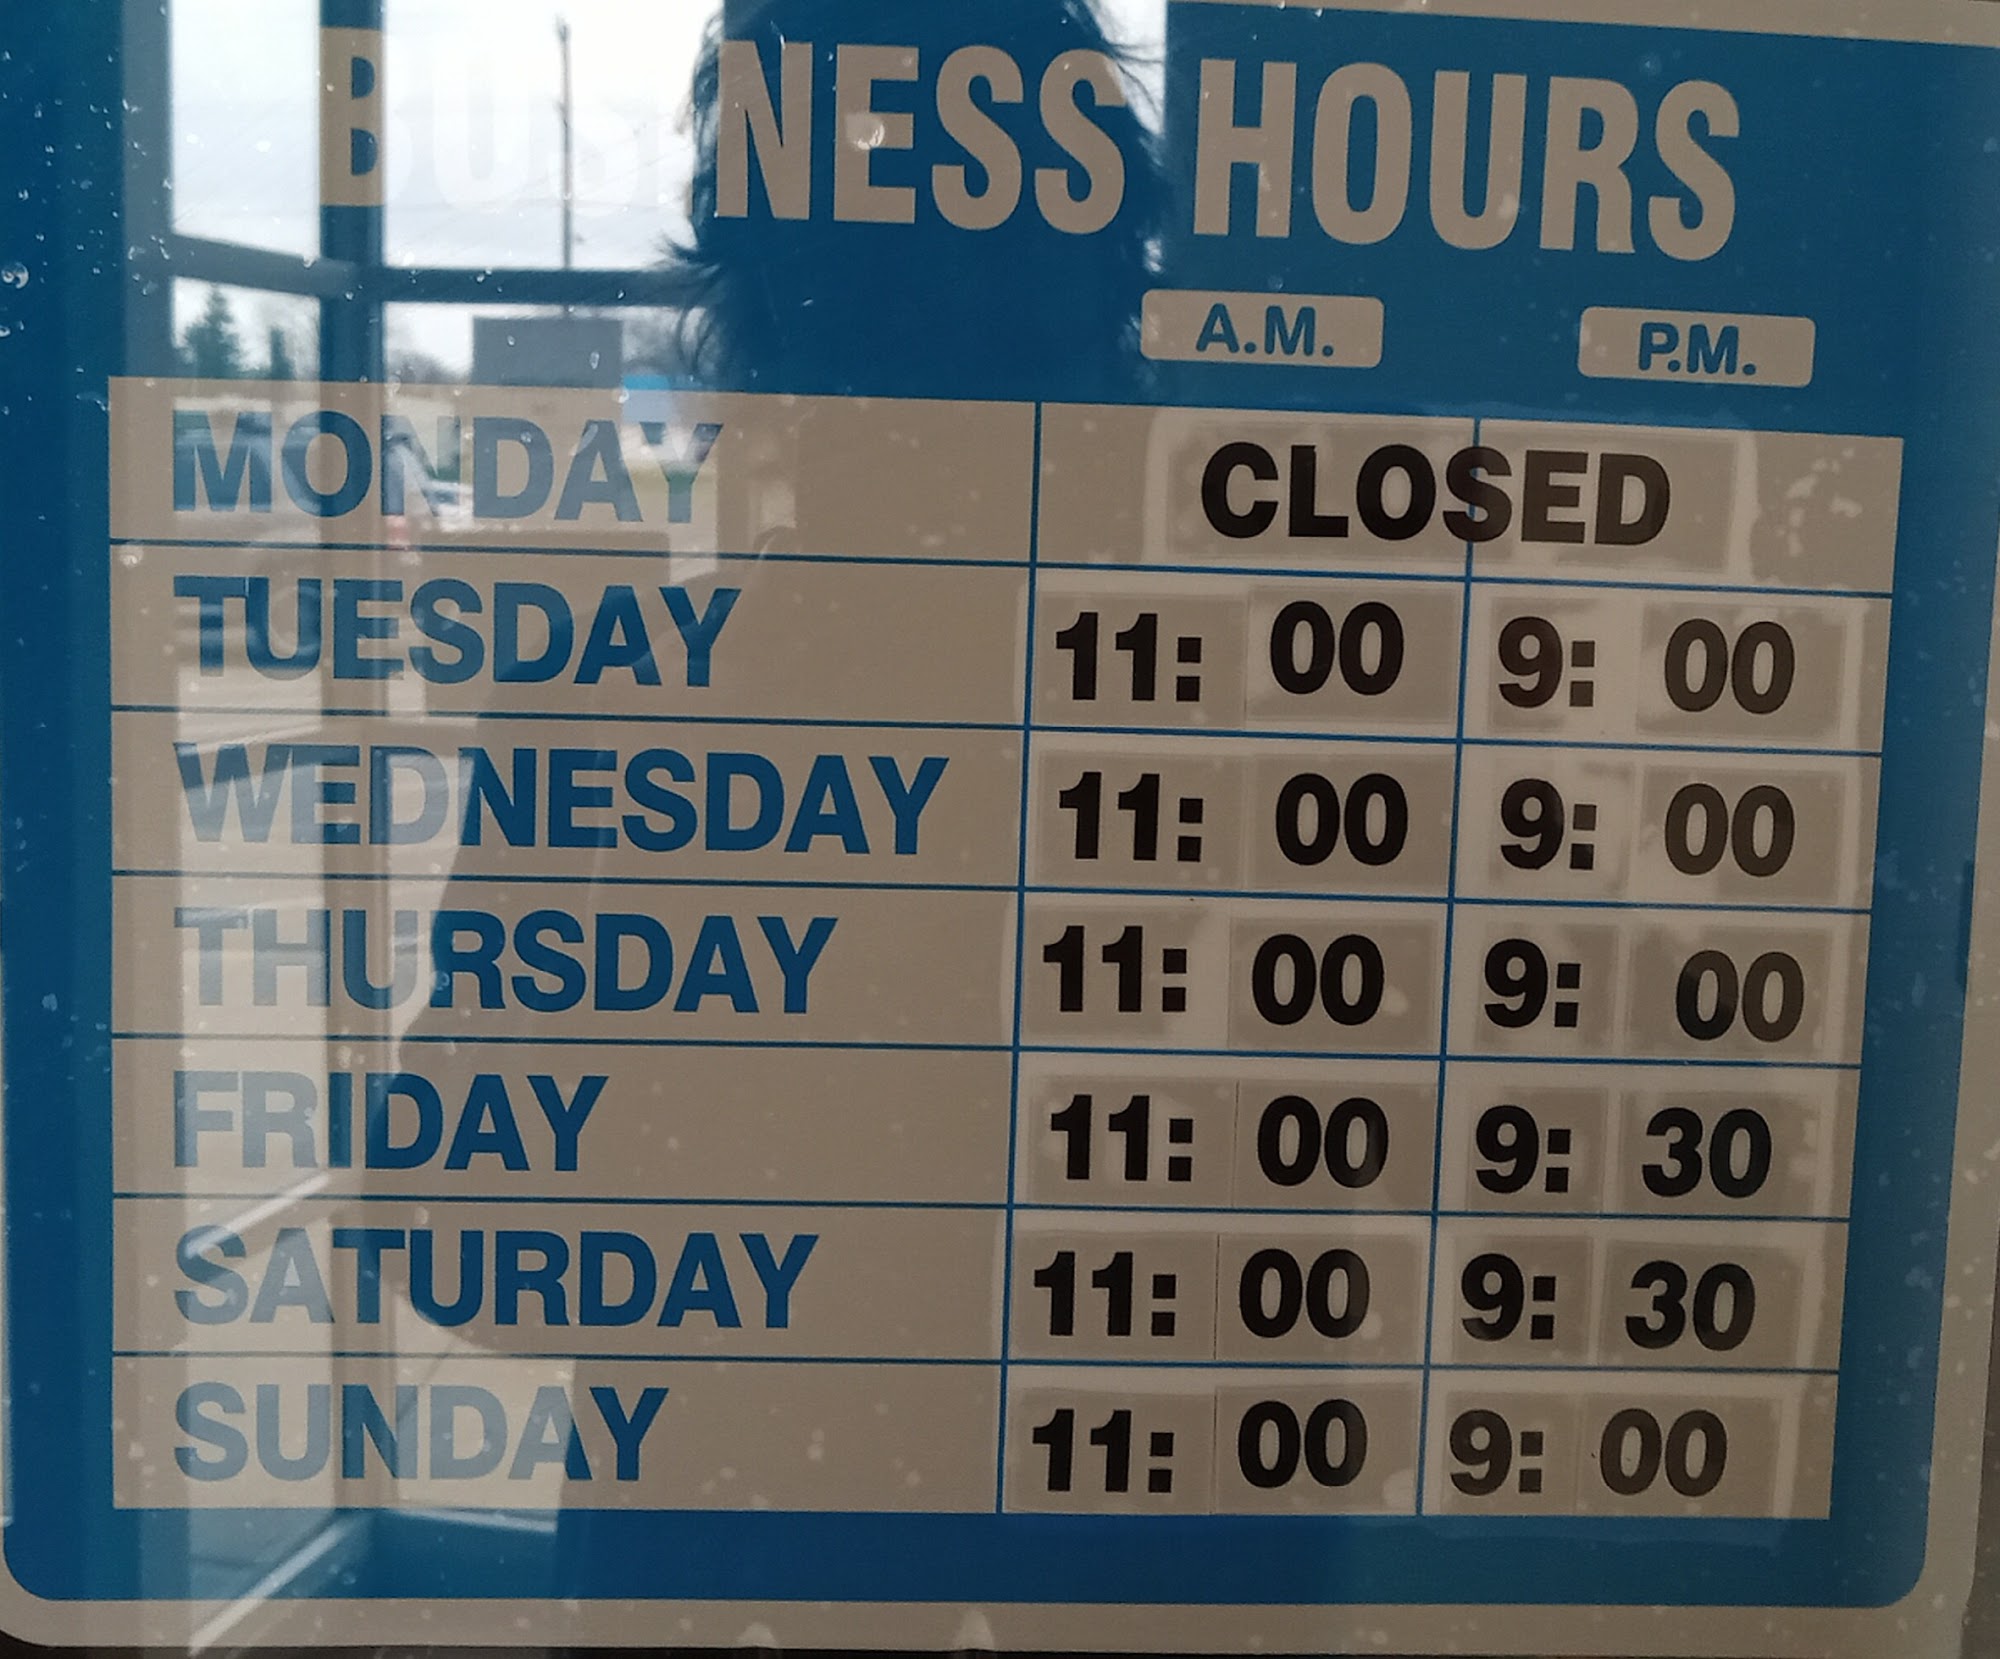 BUSINESS HOURS
A.M. P.M.
MONDAY CLOSED
TUESDAY 11: 00 9: 00
WEDNESDAY 11: 00 9: 00
THURSDAY 11: 00 9: 00
FRIDAY 11: 00 9: 30
SATURDAY 11: 00 9: 30
SUNDAY 11: 00 9: 00